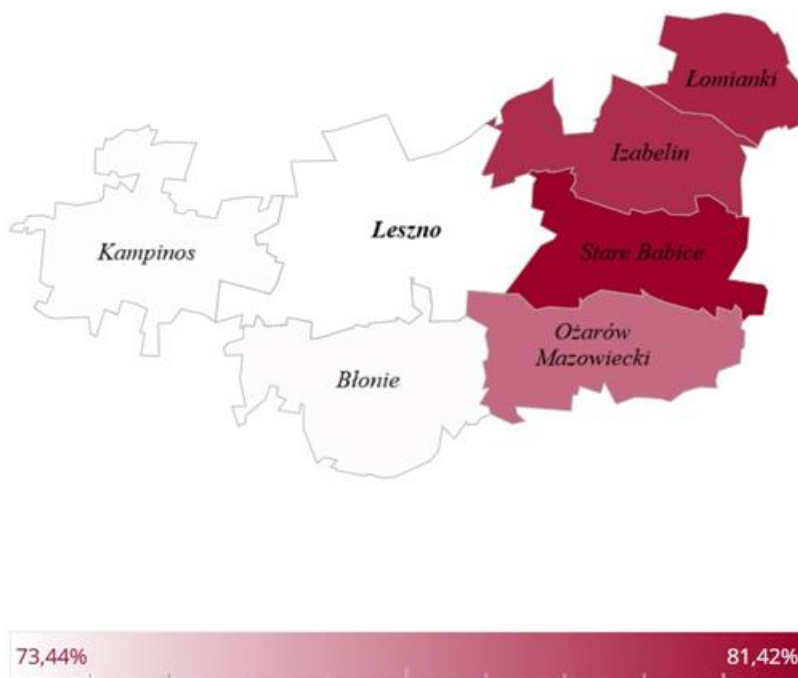 Łomianki
Izabelin
Leszno
Kampinos
Stare Babice
Ożarów
Mazowiecki
Błonie
73,44%
81,42%